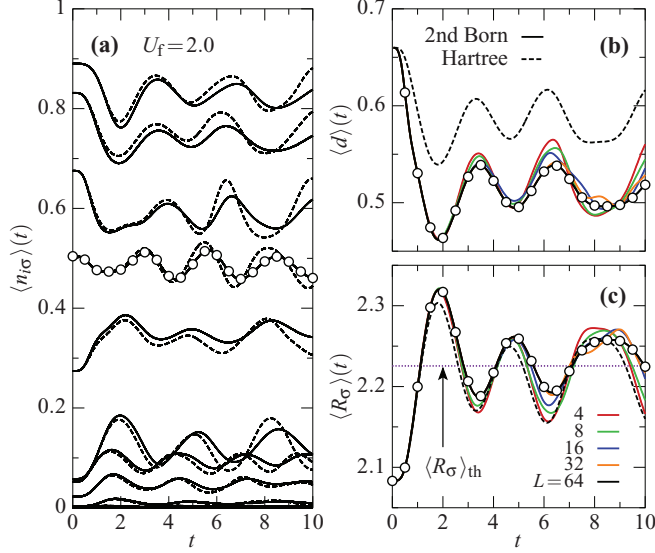 (a) U_f = 2.0
⟨n_{iσ}⟩(t)
1
0.8
0.6
0.4
0.2
0
0 2 4 6 8 10
t
(b)
2nd Born
Hartree
⟨d⟩(t)
0.7
0.6
0.5
(c)
⟨R_σ⟩(t)
2.3
2.2
2.1
⟨R_σ⟩_th
4
8
16
32
L=64
0 2 4 6 8 10
t